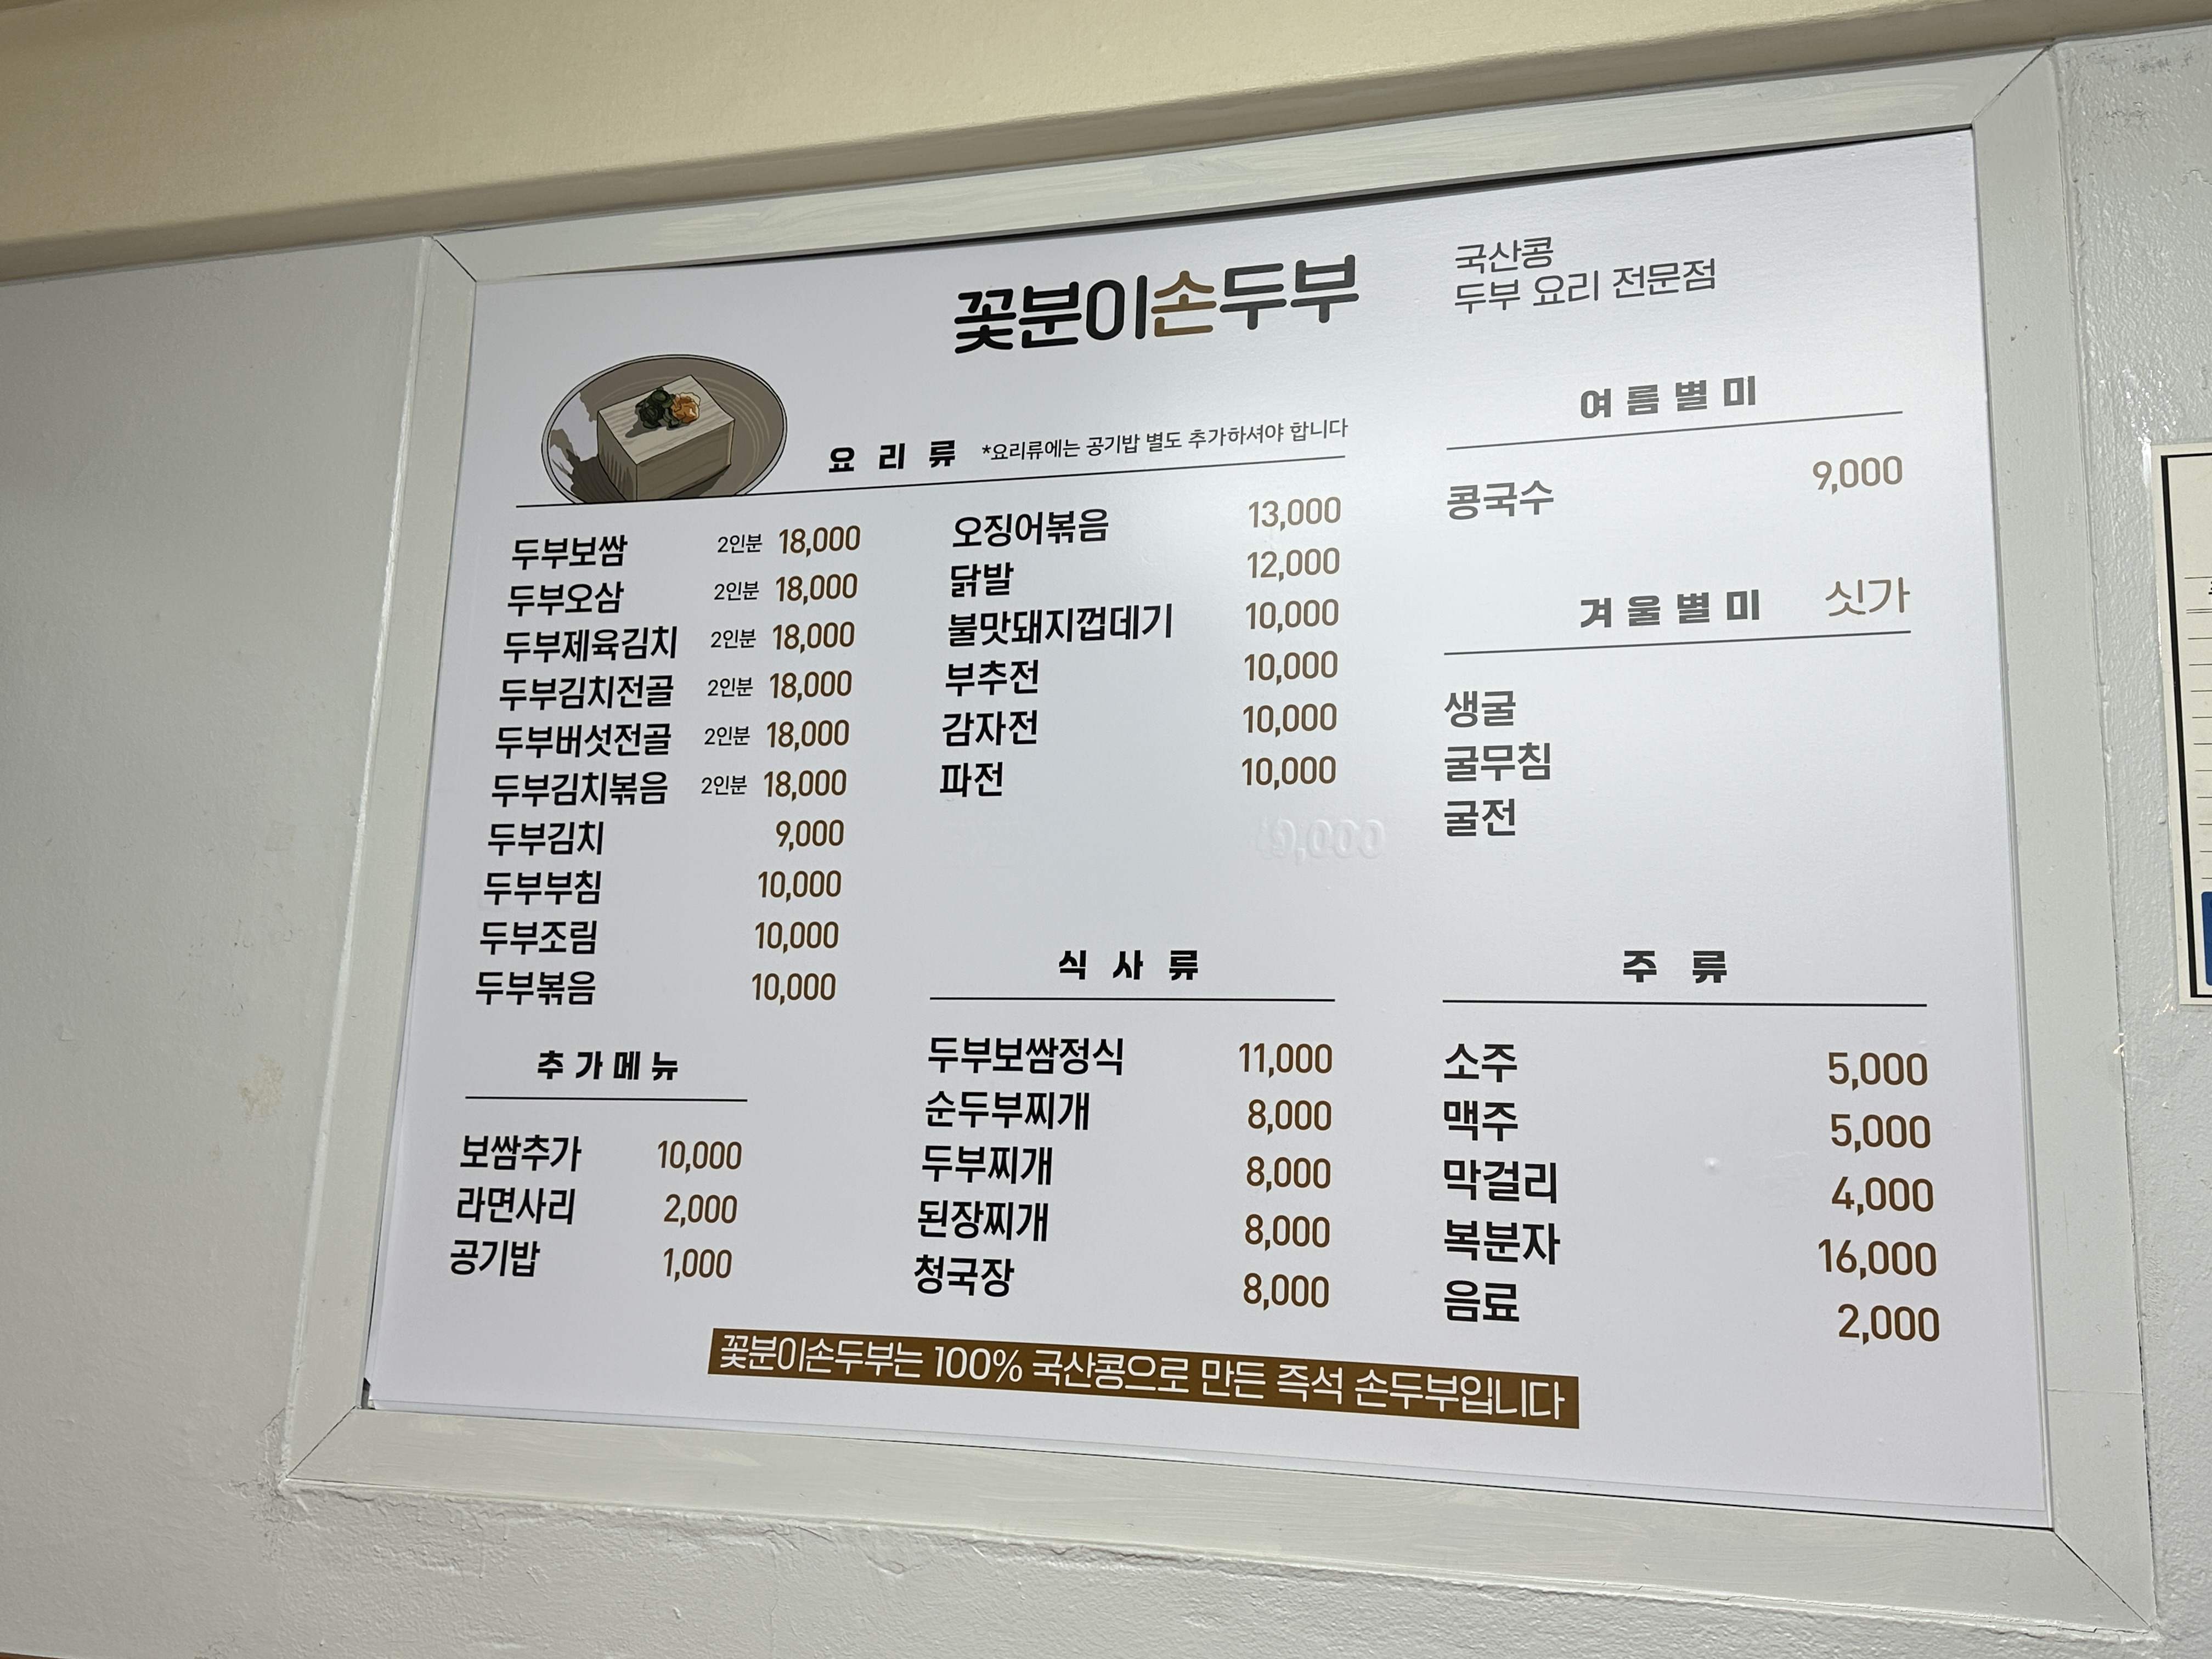 꽃분이손두부
국산콩
두부 요리 전문점
요리류 *요리류에는 공기밥 별도 추가하셔야 합니다
두부보쌈 2인분 18,000
두부오삼 2인분 18,000
두부제육김치 2인분 18,000
두부김치전골 2인분 18,000
두부버섯전골 2인분 18,000
두부김치볶음 2인분 18,000
두부김치 9,000
두부부침 10,000
두부조림 10,000
두부볶음 10,000
오징어볶음 13,000
닭발 12,000
불맛돼지껍데기 10,000
부추전 10,000
감자전 10,000
파전 10,000
9,000
여름별미
콩국수 9,000
겨울별미 싯가
생굴
굴무침
굴전
추가메뉴
보쌈추가 10,000
라면사리 2,000
공기밥 1,000
식사류
두부보쌈정식 11,000
순두부찌개 8,000
두부찌개 8,000
된장찌개 8,000
청국장 8,000
주류
소주 5,000
맥주 5,000
막걸리 4,000
복분자 16,000
음료 2,000
꽃분이손두부는 100% 국산콩으로 만든 즉석 손두부입니다